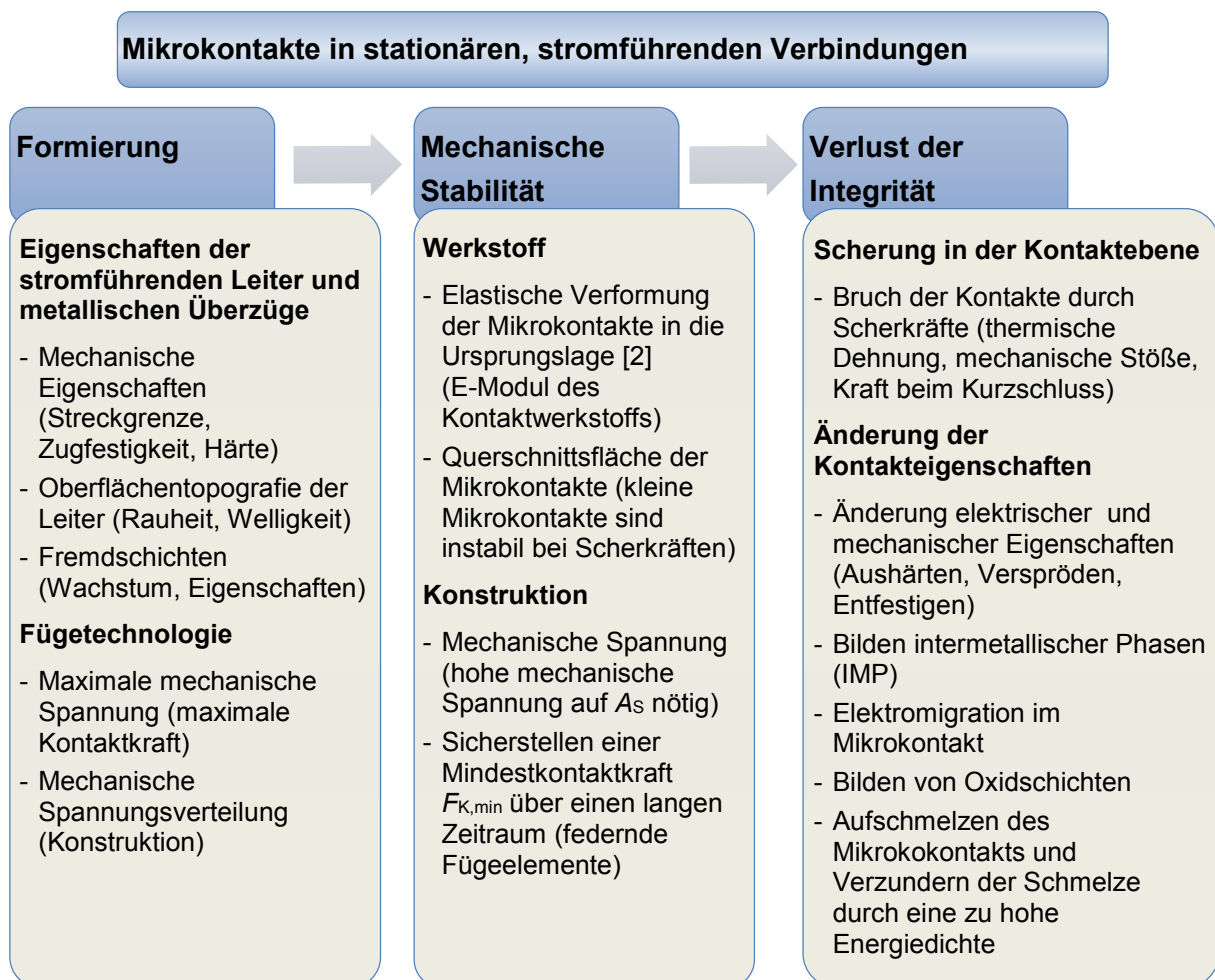 Mikrokontakte in stationären, stromführenden Verbindungen
Formierung
Eigenschaften der
stromführenden Leiter und
metallischen Überzüge
- Mechanische
Eigenschaften
(Streckgrenze,
Zugfestigkeit, Härte)
- Oberflächentopografie der
Leiter (Rauheit, Welligkeit)
- Fremdschichten
(Wachstum, Eigenschaften)
Fügetechnologie
- Maximale mechanische
Spannung (maximale
Kontaktkraft)
- Mechanische
Spannungsverteilung
(Konstruktion)
Mechanische
Stabilität
Werkstoff
- Elastische Verformung
der Mikrokontakte in die
Ursprungslage [2]
(E-Modul des
Kontaktwerkstoffs)
- Querschnittsfläche der
Mikrokontakte (kleine
Mikrokontakte sind
instabil bei Scherkräften)
Konstruktion
- Mechanische Spannung
(hohe mechanische
Spannung auf AS nötig)
- Sicherstellen einer
Mindestkontaktkraft
FK,min über einen langen
Zeitraum (federnde
Fügeelemente)
Verlust der
Integrität
Scherung in der Kontaktebene
- Bruch der Kontakte durch
Scherkräfte (thermische
Dehnung, mechanische Stöße,
Kraft beim Kurzschluss)
Änderung der
Kontakteigenschaften
- Änderung elektrischer und
mechanischer Eigenschaften
(Aushärten, Verspröden,
Entfestigen)
- Bilden intermetallischer Phasen
(IMP)
- Elektromigration im
Mikrokontakt
- Bilden von Oxidschichten
- Aufschmelzen des
Mikrokokontakts und
Verzundern der Schmelze
durch eine zu hohe
Energiedichte